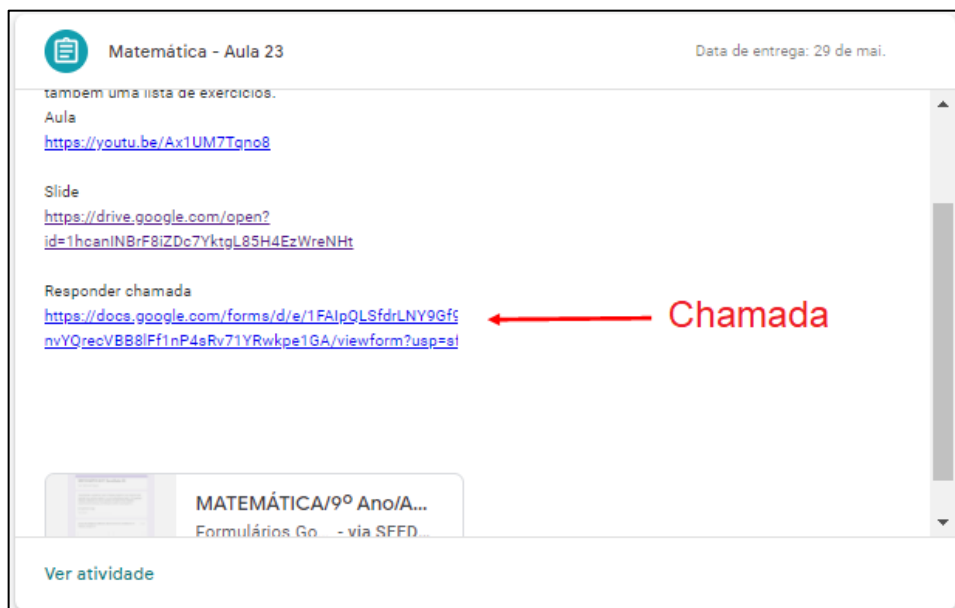 Matemática - Aula 23
Data de entrega: 29 de mai.
também uma lista de exercícios.
Aula
https://youtu.be/Ax1UM7Tqno8
Slide
https://drive.google.com/open?
id=1hcanINBrF8iZDc7YktgL85H4EzWreNHt
Responder chamada
https://docs.google.com/forms/d/e/1FAIpQLSfdrLNY9Gf9
nvYQrecVBB8lFf1nP4sRv71YRwkpe1GA/viewform?usp=sf
Chamada
MATEMÁTICA/9º Ano/A...
Formulários Go... - via SEED...
Ver atividade